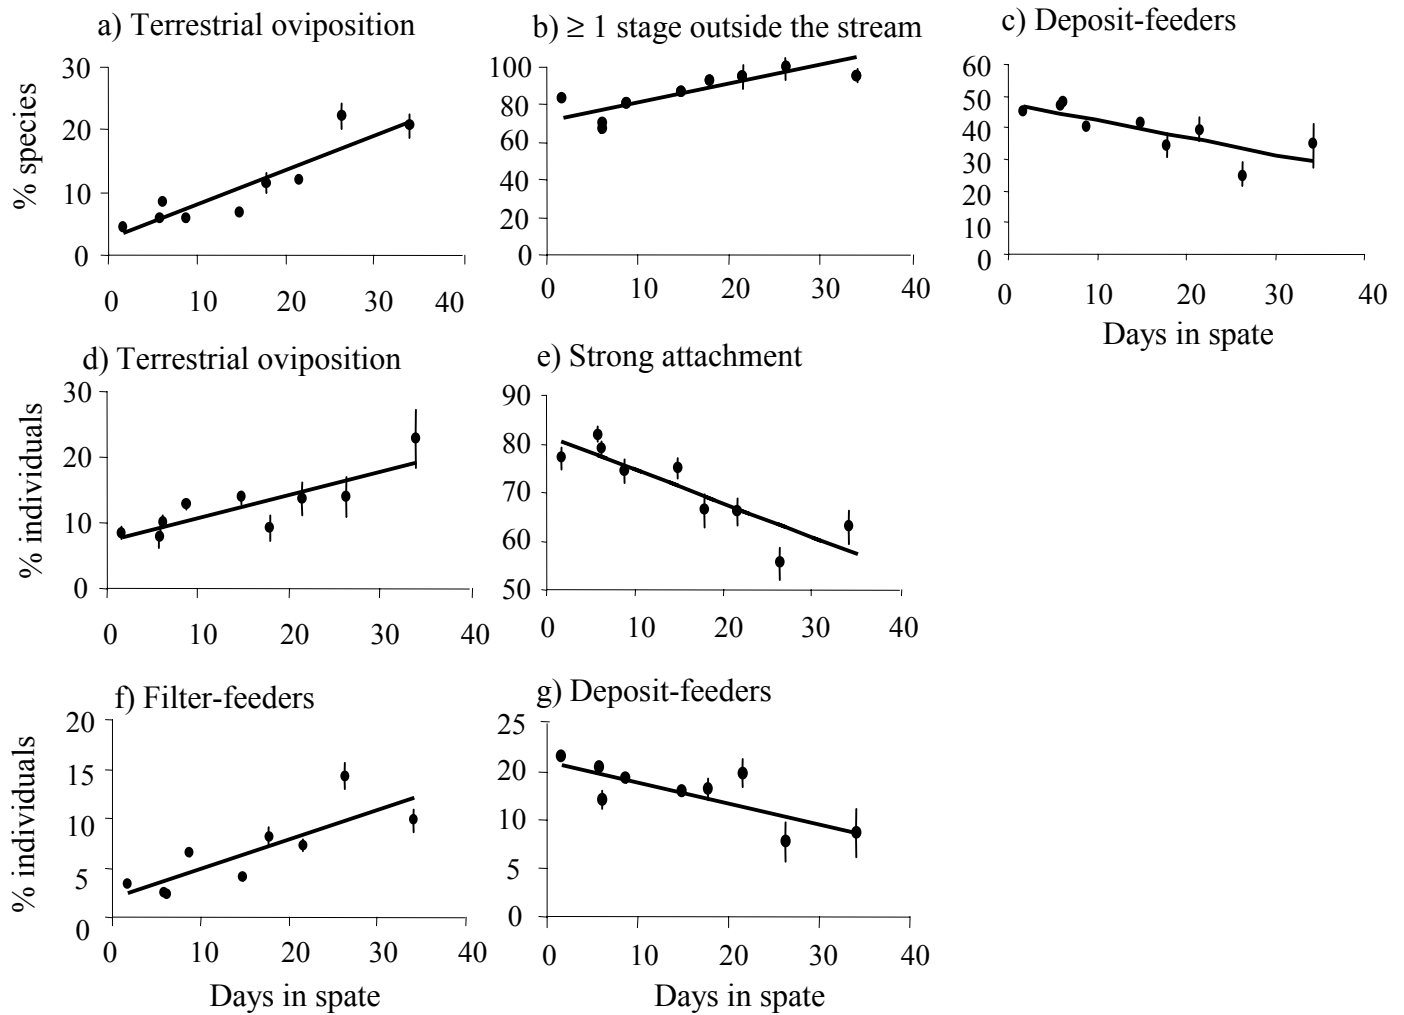 a) Terrestrial oviposition
b) ≥ 1 stage outside the stream
c) Deposit-feeders
% species
30
20
10
0
0 10 20 30 40
100
80
60
40
20
0
0 10 20 30 40
60
50
40
30
20
10
0
0 10 20 30 40
Days in spate
d) Terrestrial oviposition
e) Strong attachment
% individuals
30
20
10
0
0 10 20 30 40
90
80
70
60
50
0 10 20 30 40
f) Filter-feeders
g) Deposit-feeders
% individuals
20
15
10
5
0
0 10 20 30 40
Days in spate
25
20
10
5
0
0 10 20 30 40
Days in spate